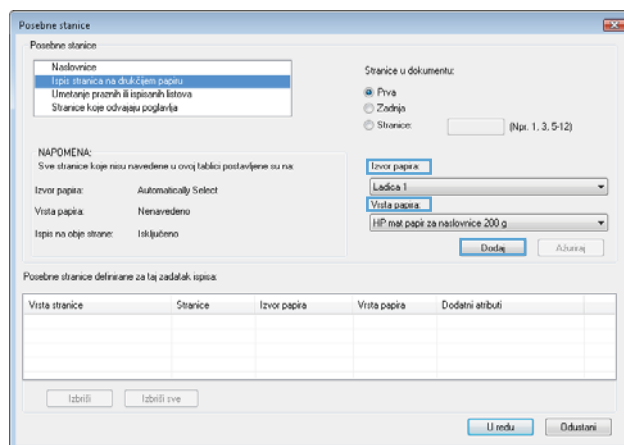 Posebne stanice
Posebne stanice
Naslovnice
Ispis stranica na drukčijem papiru
Umetanje praznih ili ispisanih listova
Stranice koje odvajaju poglavlja
Stranice u dokumentu:
Prva
Zadnja
Stranice:
(Npr. 1, 3, 5-12)
NAPOMENA:
Sve stranice koje nisu navedene u ovoj tablici postavljene su na:
Izvor papira: Automatically Select
Vrsta papira: Nenavedeno
Ispis na obje strane: Isključeno
Izvor papira:
Ladica 1
Vrsta papira:
HP mat papir za naslovnice 200 g
Dodaj Ažuriraj
Posebne stranice definirane za taj zadatak ispisa:
Vrsta stranice Stranice Izvor papira Vrsta papira Dodatni atributi
Izbriši Izbriši sve
U redu Odustani